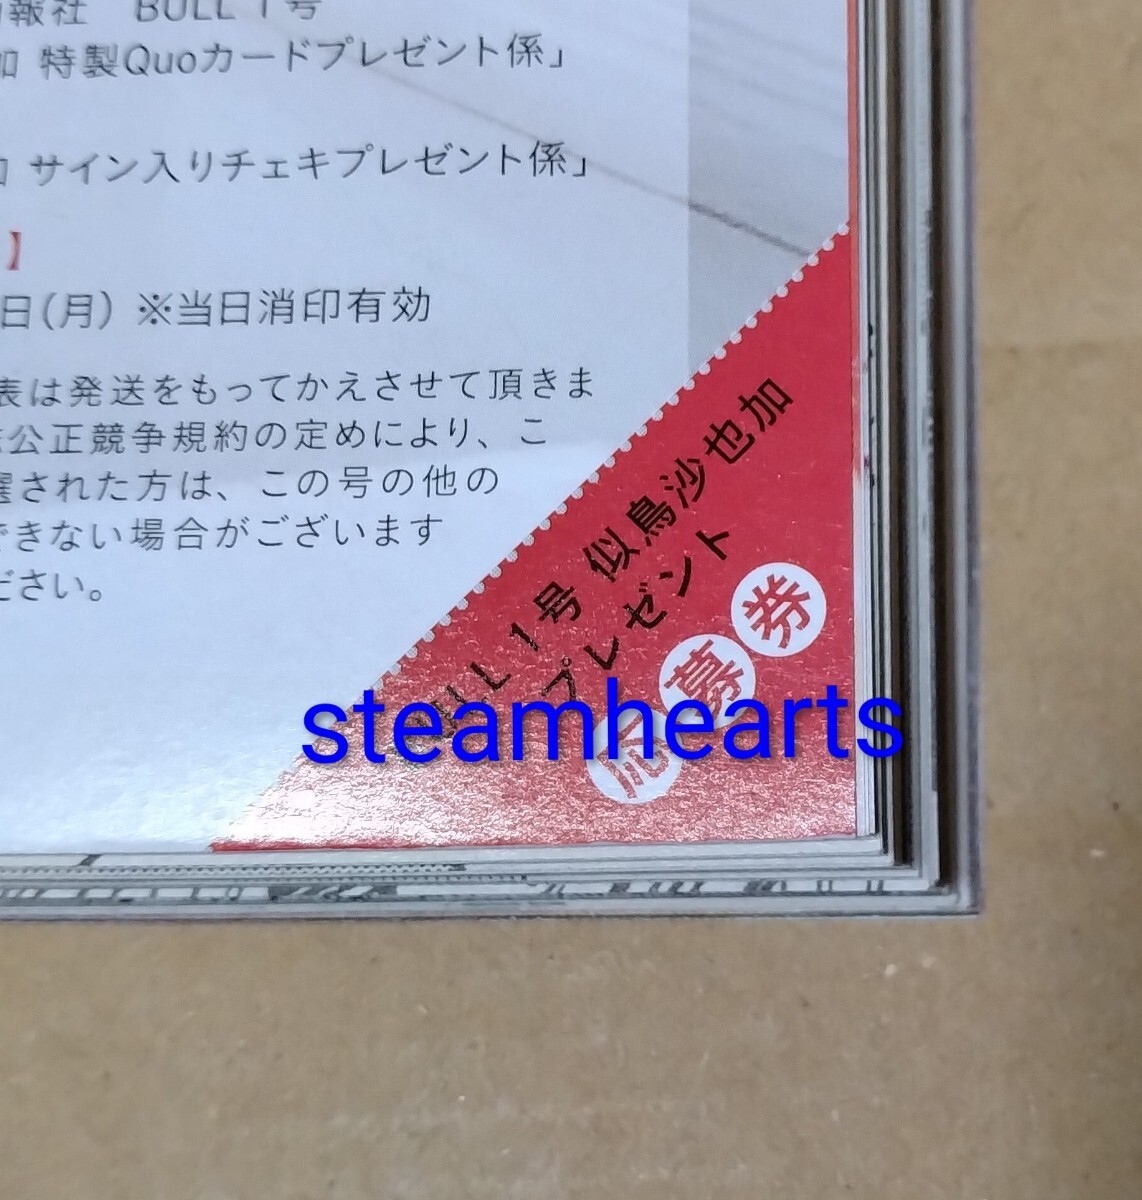 報社 BULL 1号
加 特製Quoカードプレゼント係」
サイン入りチェキプレゼント係」
】
日(月) ※当日消印有効
表は発送をもってかえさせて頂きま
公正競争規約の定めにより、こ
選された方は、この号の他の
できない場合がございます
ださい。
BULL 1号 似鳥沙也加
プレゼント
応募券
steamhearts